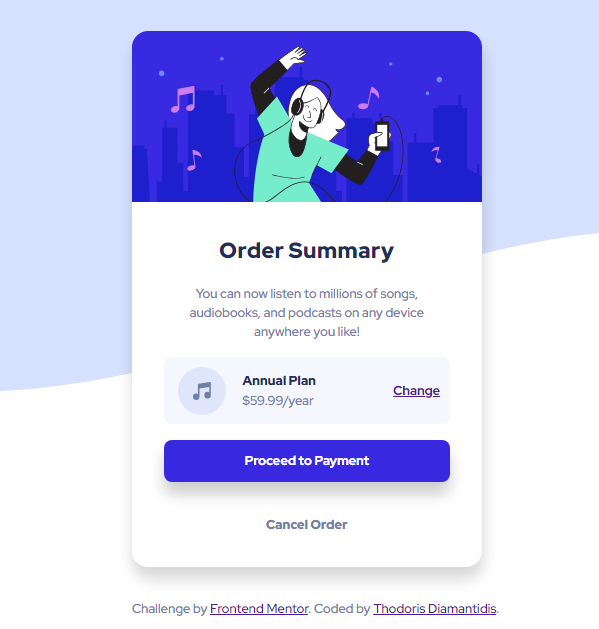 Order Summary
You can now listen to millions of songs,
audiobooks, and podcasts on any device
anywhere you like!
Annual Plan
$59.99/year
Change
Proceed to Payment
Cancel Order
Challenge by Frontend Mentor. Coded by Thodoris Diamantidis.